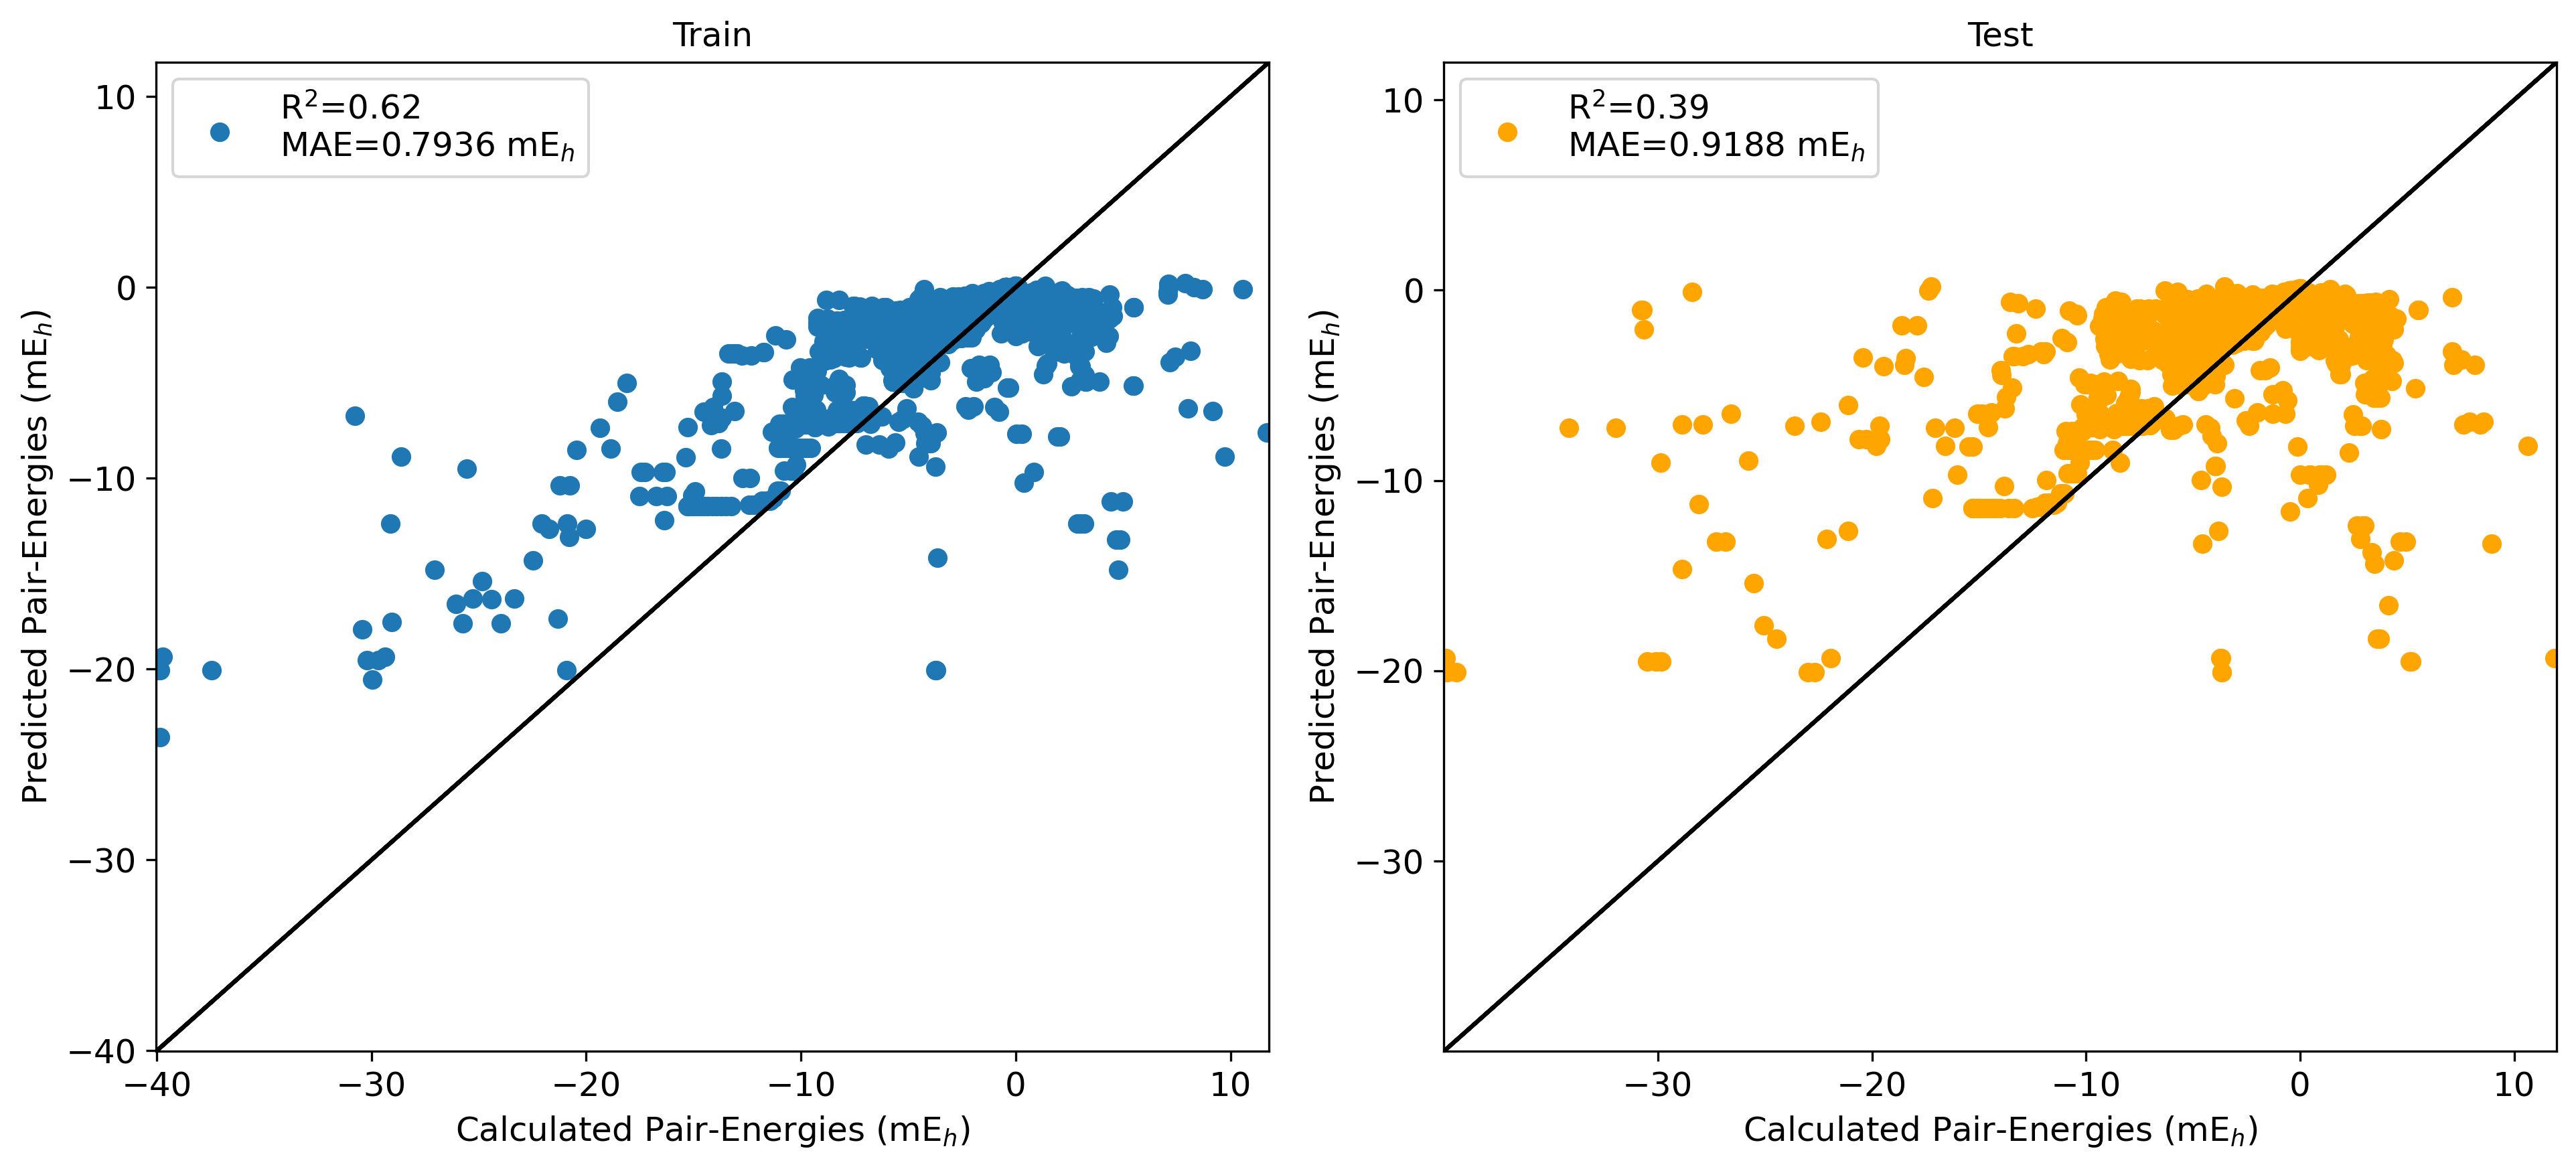 Train
R²=0.62
MAE=0.7936 mEₕ
10
0
−10
−20
−30
−40
Predicted Pair-Energies (mEₕ)
−40 −30 −20 −10 0 10
Calculated Pair-Energies (mEₕ)
Test
R²=0.39
MAE=0.9188 mEₕ
10
0
−10
−20
−30
Predicted Pair-Energies (mEₕ)
−30 −20 −10 0 10
Calculated Pair-Energies (mEₕ)